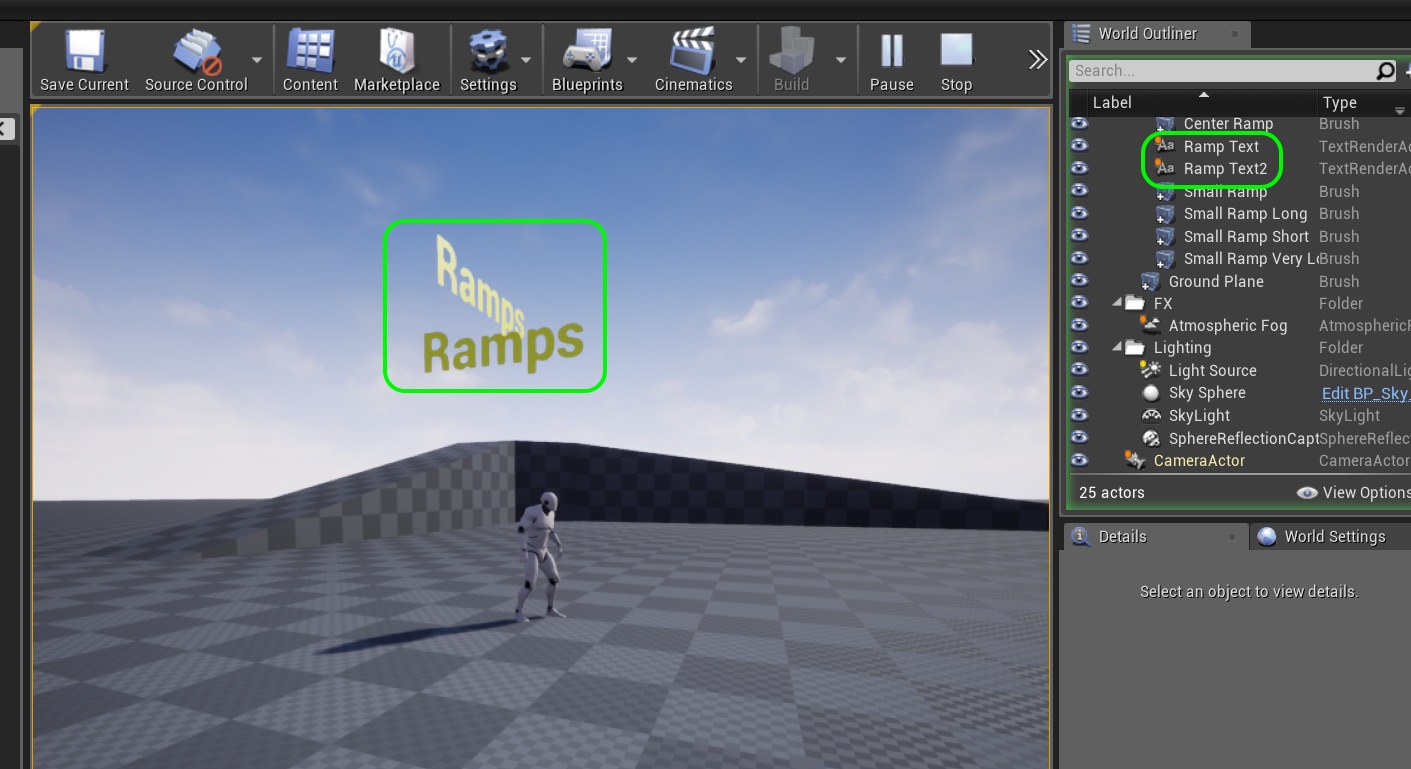 Save Current Source Control Content Marketplace Settings Blueprints Cinematics Build Pause Stop
Ramps
Ramps
World Outliner
Search...
Label Type
Center Ramp Brush
Ramp Text TextRenderAc
Ramp Text2 TextRenderAc
Small Ramp Brush
Small Ramp Long Brush
Small Ramp Short Brush
Small Ramp Very Lo Brush
Ground Plane Brush
FX Folder
Atmospheric Fog AtmosphericF
Lighting Folder
Light Source DirectionalLig
Sky Sphere Edit BP_Sky
SkyLight SkyLight
SphereReflectionCapt SphereReflec
CameraActor CameraActor
25 actors View Options
Details World Settings
Select an object to view details.